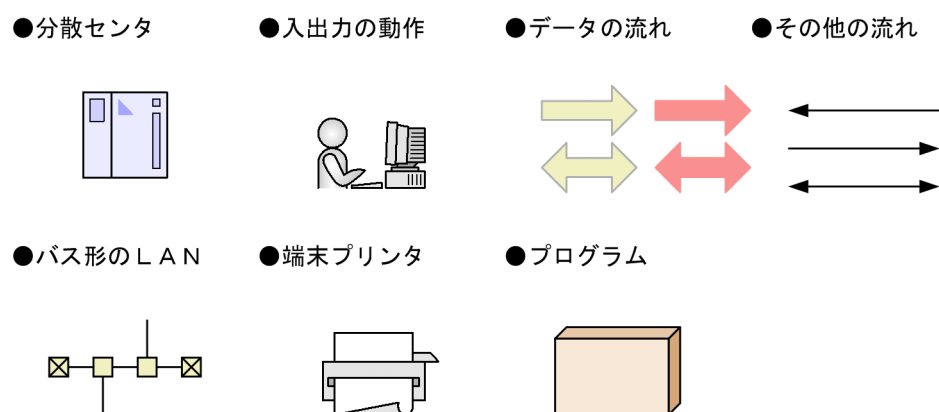 ●分散センタ
●入出力の動作
●データの流れ
●その他の流れ
●バス形のＬＡＮ
●端末プリンタ
●プログラム